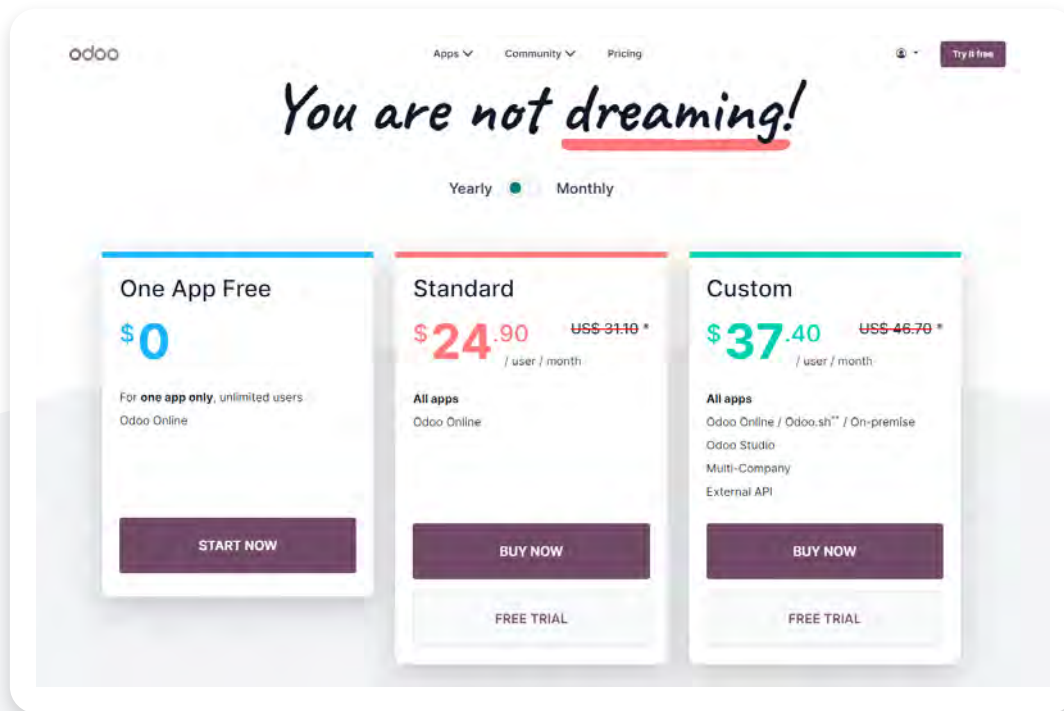 odoo
Apps
Community
Pricing
Try it free
You are not dreaming!
Yearly
Monthly
One App Free
$0
For one app only, unlimited users
Odoo Online
START NOW
Standard
$24.90 US$ 31.10 *
/ user / month
All apps
Odoo Online
BUY NOW
FREE TRIAL
Custom
$37.40 US$ 46.70 *
/ user / month
All apps
Odoo Online / Odoo.sh** / On-premise
Odoo Studio
Multi-Company
External API
BUY NOW
FREE TRIAL